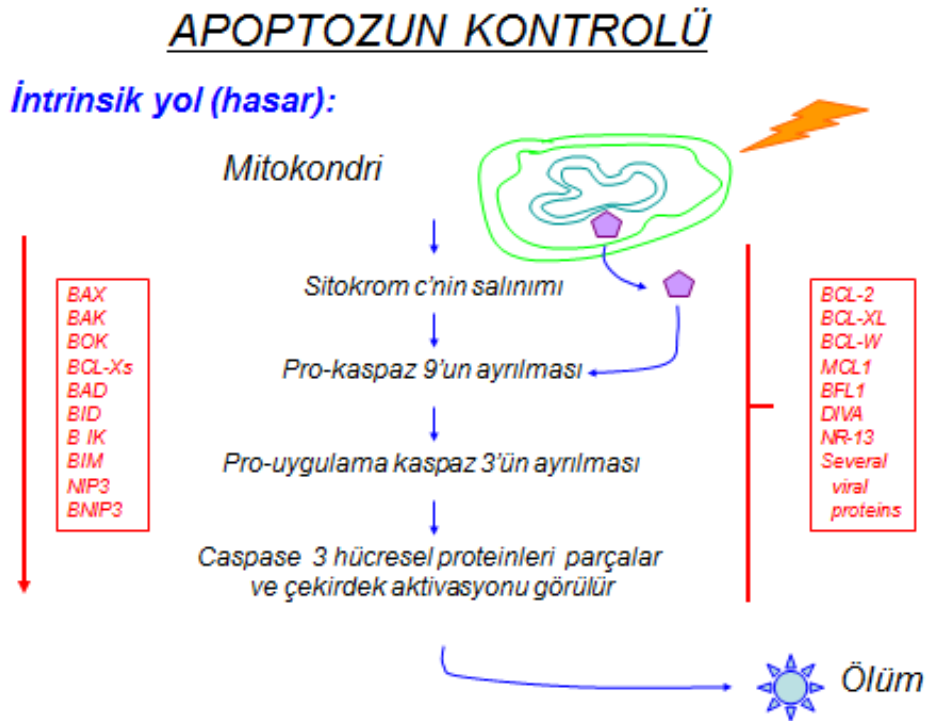 APOPTOZUN KONTROLÜ
İntrinsik yol (hasar):
Mitokondri
Sitokrom c'nin salınımı
Pro-kaspaz 9'un ayrılması
Pro-uygulama kaspaz 3'ün ayrılması
Caspase 3 hücresel proteinleri parçalar
ve çekirdek aktivasyonu görülür
BAX
BAK
BOK
BCL-Xs
BAD
BID
B IK
BIM
NIP3
BNIP3
BCL-2
BCL-XL
BCL-W
MCL1
BFL1
DIVA
NR-13
Several
viral
proteins
Ölüm